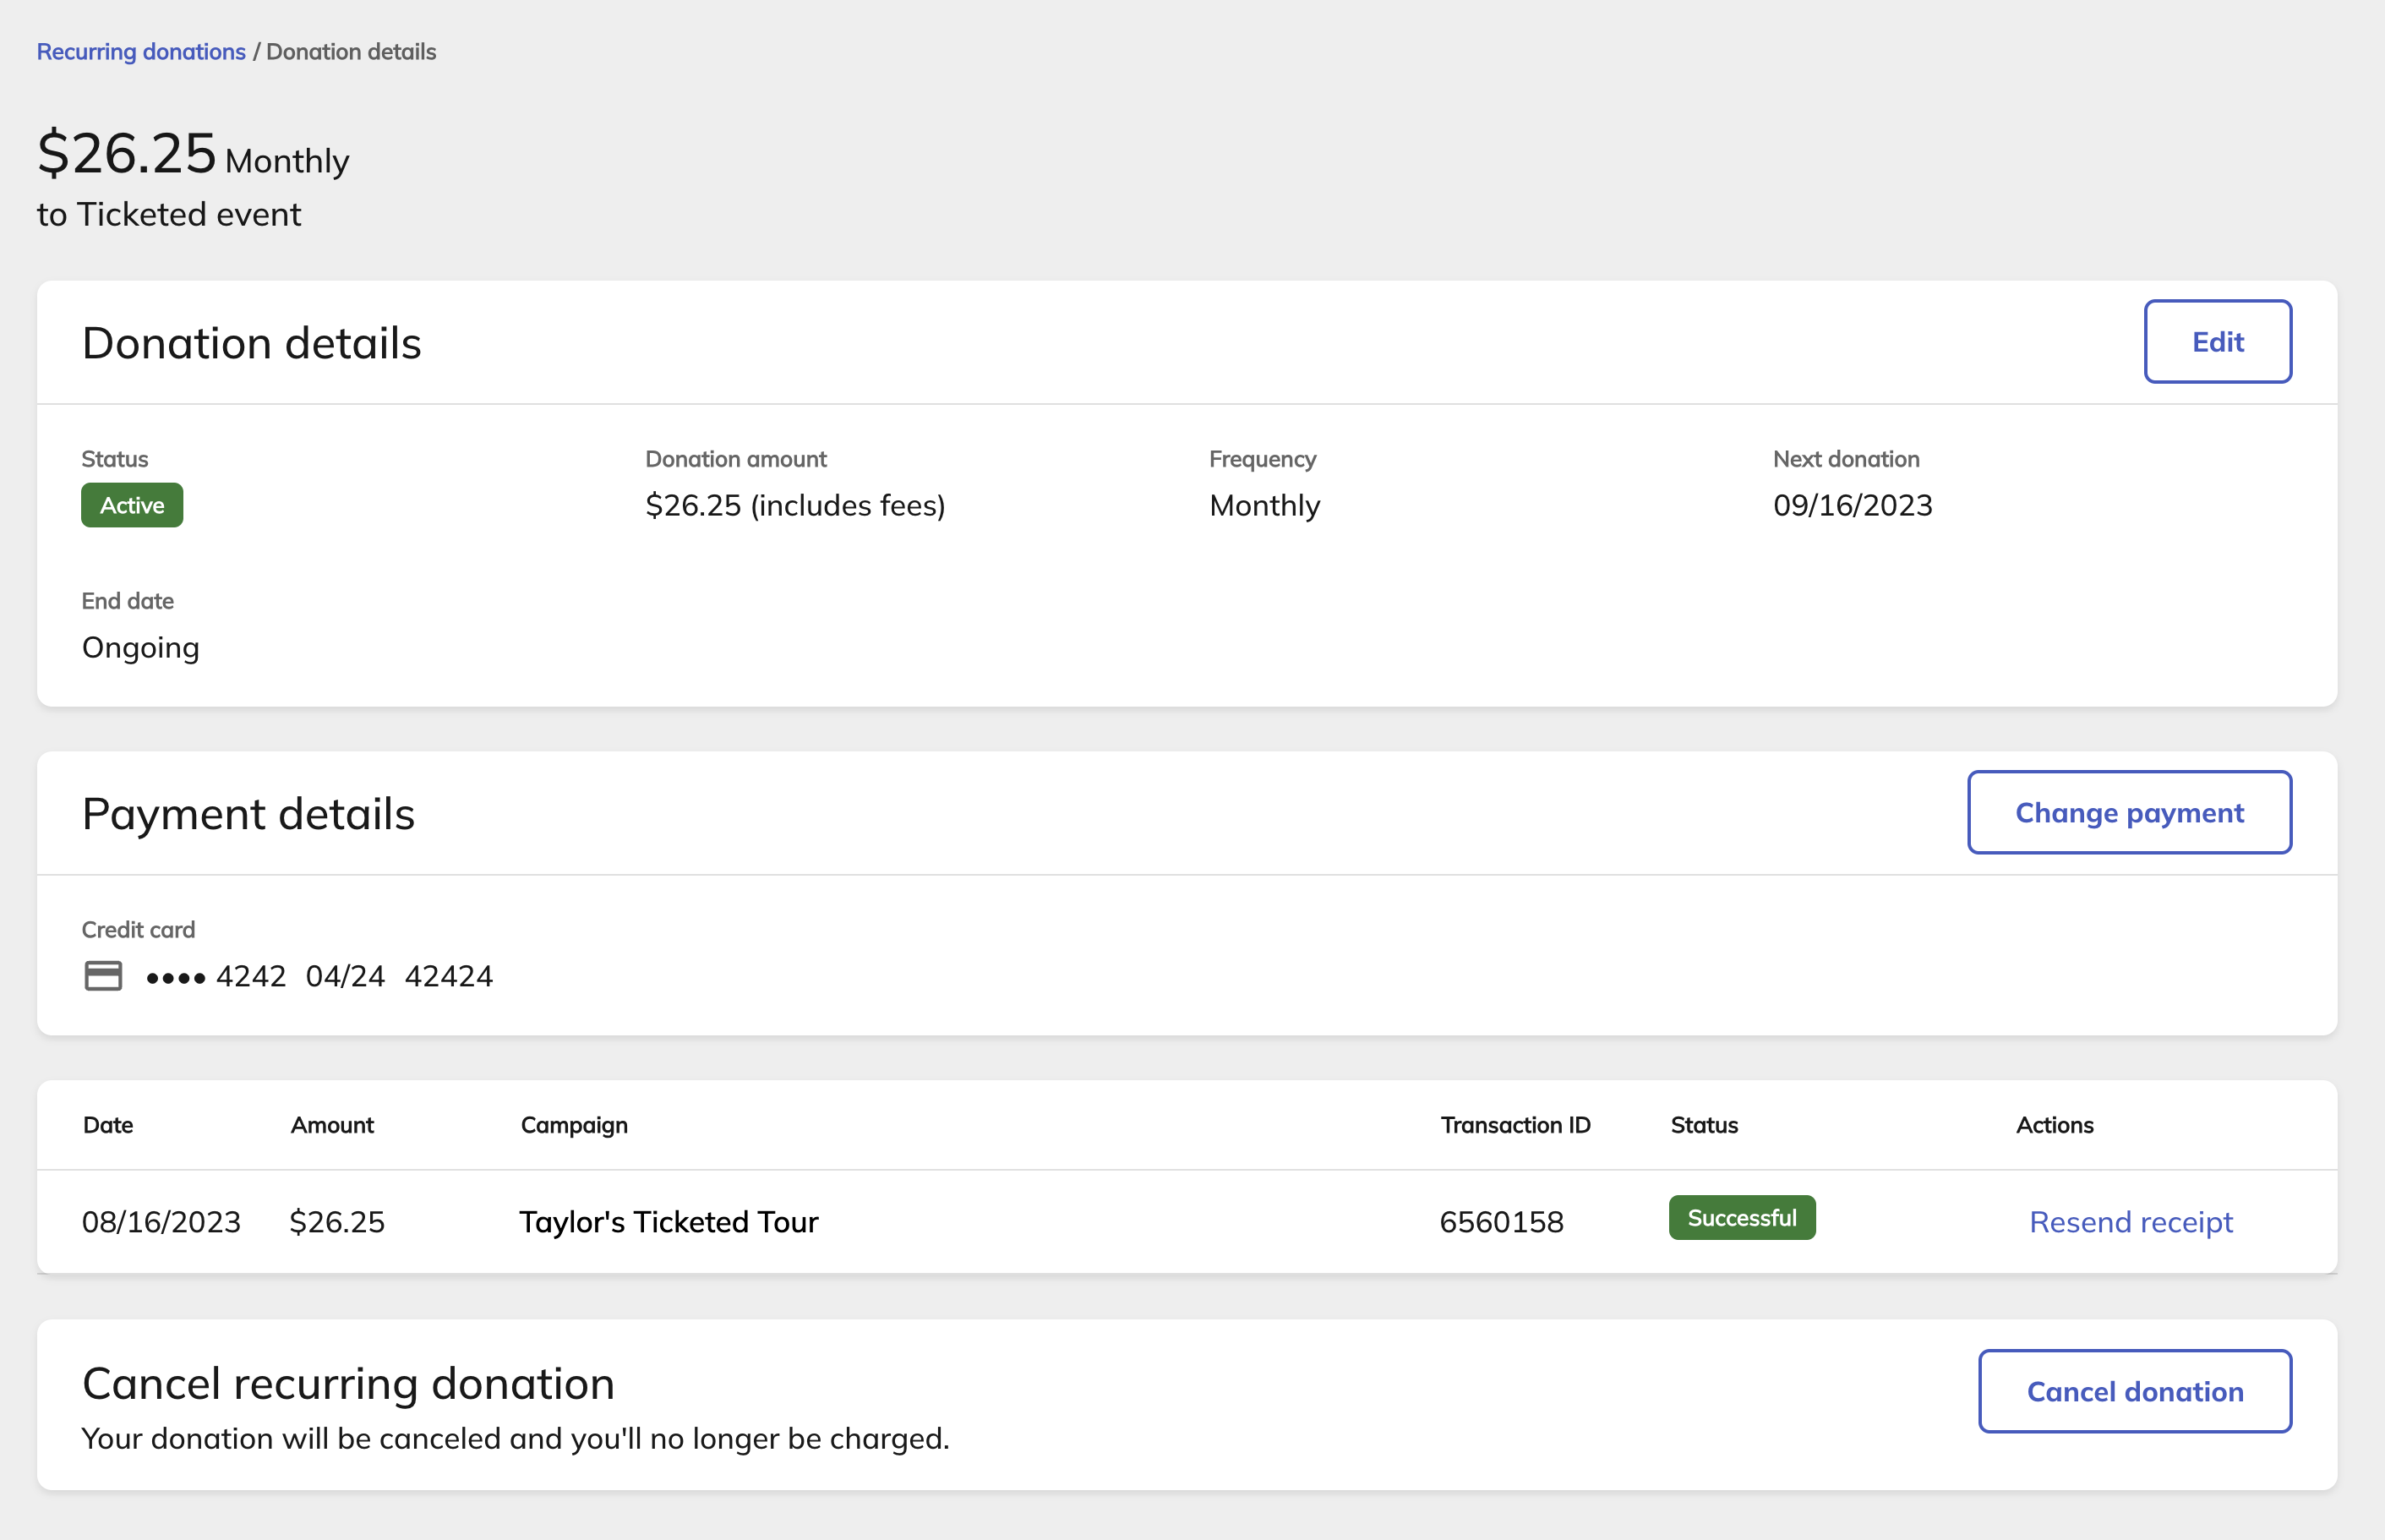 Recurring donations / Donation details
$26.25 Monthly
to Ticketed event
Donation details
Edit
Status
Donation amount
Frequency
Next donation
Active
$26.25 (includes fees)
Monthly
09/16/2023
End date
Ongoing
Payment details
Change payment
Credit card
•••• 4242 04/24 42424
Date Amount Campaign Transaction ID Status Actions
08/16/2023 $26.25 Taylor's Ticketed Tour 6560158 Successful Resend receipt
Cancel recurring donation
Cancel donation
Your donation will be canceled and you'll no longer be charged.